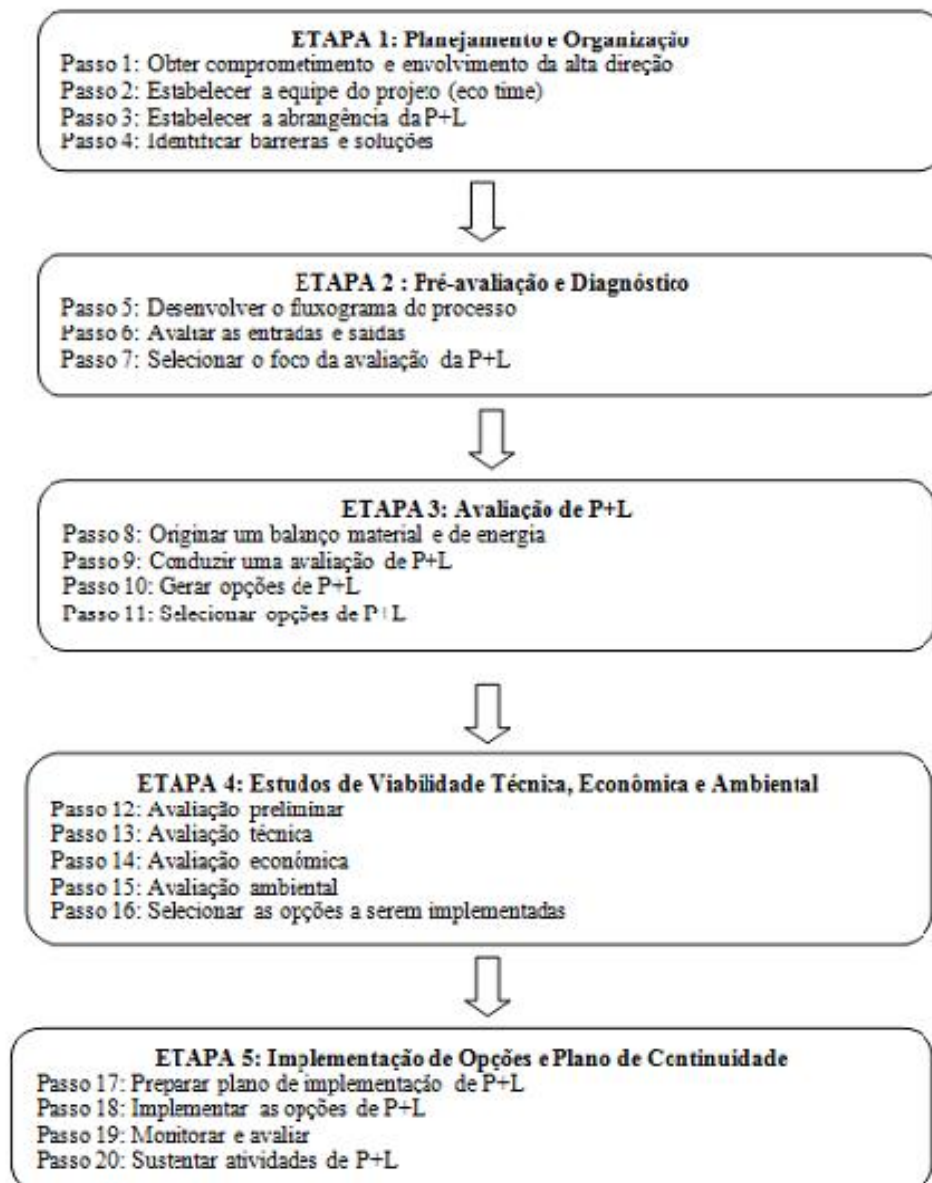 ETAPA 1: Planejamento e Organização
Passo 1: Obter comprometimento e envolvimento da alta direção
Passo 2: Estabelecer a equipe do projeto (eco time)
Passo 3: Estabelecer a abrangência da P+L
Passo 4: Identificar barreiras e soluções
ETAPA 2 : Pré-avaliação e Diagnóstico
Passo 5: Desenvolver o fluxograma do processo
Passo 6: Avaliar as entradas e saídas
Passo 7: Selecionar o foco da avaliação da P+L
ETAPA 3: Avaliação de P+L
Passo 8: Originar um balanço material e de energia
Passo 9: Conduzir uma avaliação de P+L
Passo 10: Gerar opções de P+L
Passo 11: Selecionar opções de P+L
ETAPA 4: Estudos de Viabilidade Técnica, Econômica e Ambiental
Passo 12: Avaliação preliminar
Passo 13: Avaliação técnica
Passo 14: Avaliação econômica
Passo 15: Avaliação ambiental
Passo 16: Selecionar as opções a serem implementadas
ETAPA 5: Implementação de Opções e Plano de Continuidade
Passo 17: Preparar plano de implementação de P+L
Passo 18: Implementar as opções de P+L
Passo 19: Monitorar e avaliar
Passo 20: Sustentar atividades de P+L